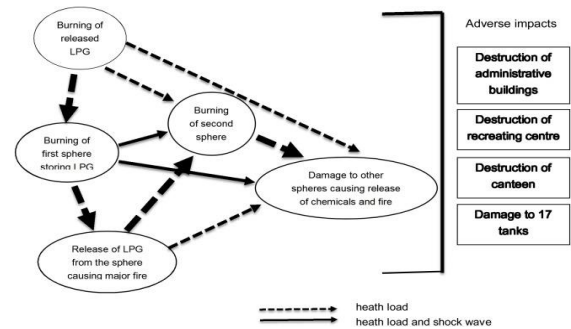 Burning of
released
LPG
Burning
of second
sphere
Burning of
first sphere
storing LPG
Damage to other
spheres causing release
of chemicals and fire
Release of LPG
from the sphere
causing major fire
Adverse impacts
Destruction of
administrative
buildings
Destruction of
recreating centre
Destruction of
canteen
Damage to 17
tanks
heath load
heath load and shock wave